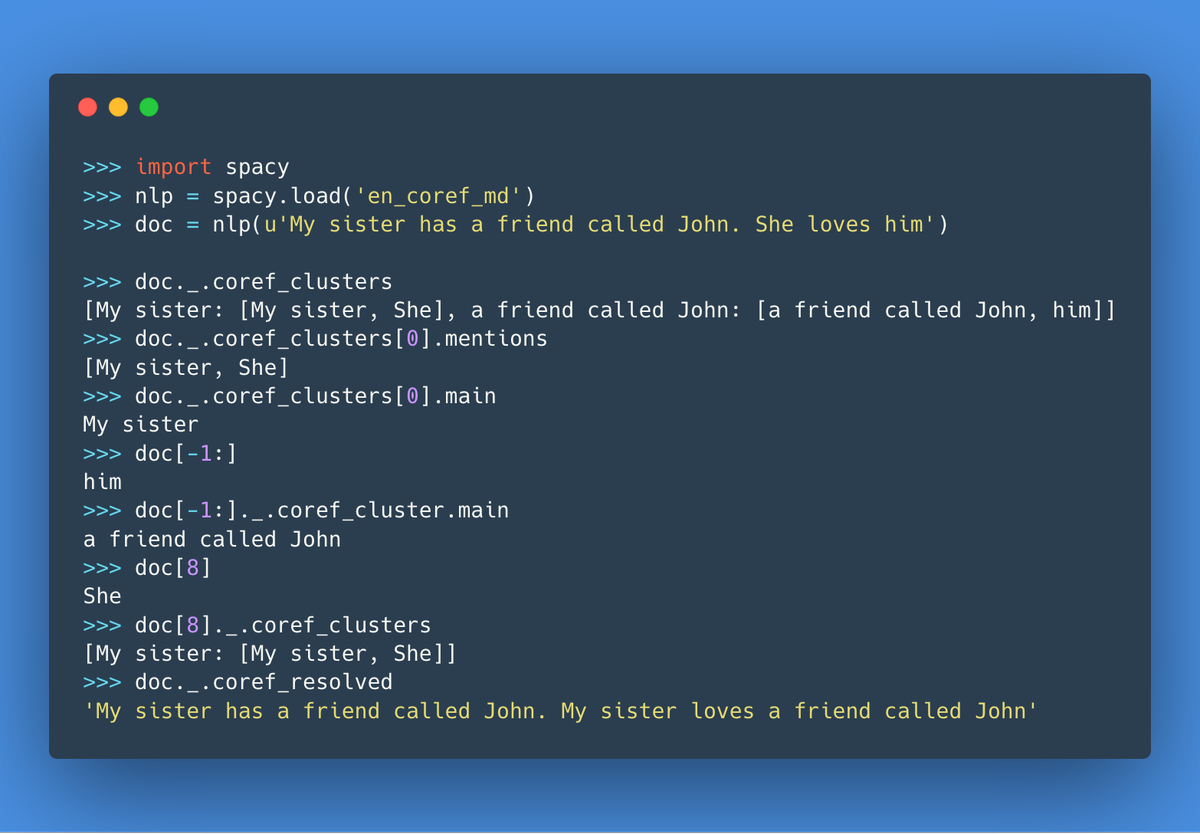 >>> import spacy
>>> nlp = spacy.load('en_coref_md')
>>> doc = nlp(u'My sister has a friend called John. She loves him')
>>> doc._.coref_clusters
[My sister: [My sister, She], a friend called John: [a friend called John, him]]
>>> doc._.coref_clusters[0].mentions
[My sister, She]
>>> doc._.coref_clusters[0].main
My sister
>>> doc[-1:]
him
>>> doc[-1:]._.coref_cluster.main
a friend called John
>>> doc[8]
She
>>> doc[8]._.coref_clusters
[My sister: [My sister, She]]
>>> doc._.coref_resolved
'My sister has a friend called John. My sister loves a friend called John'